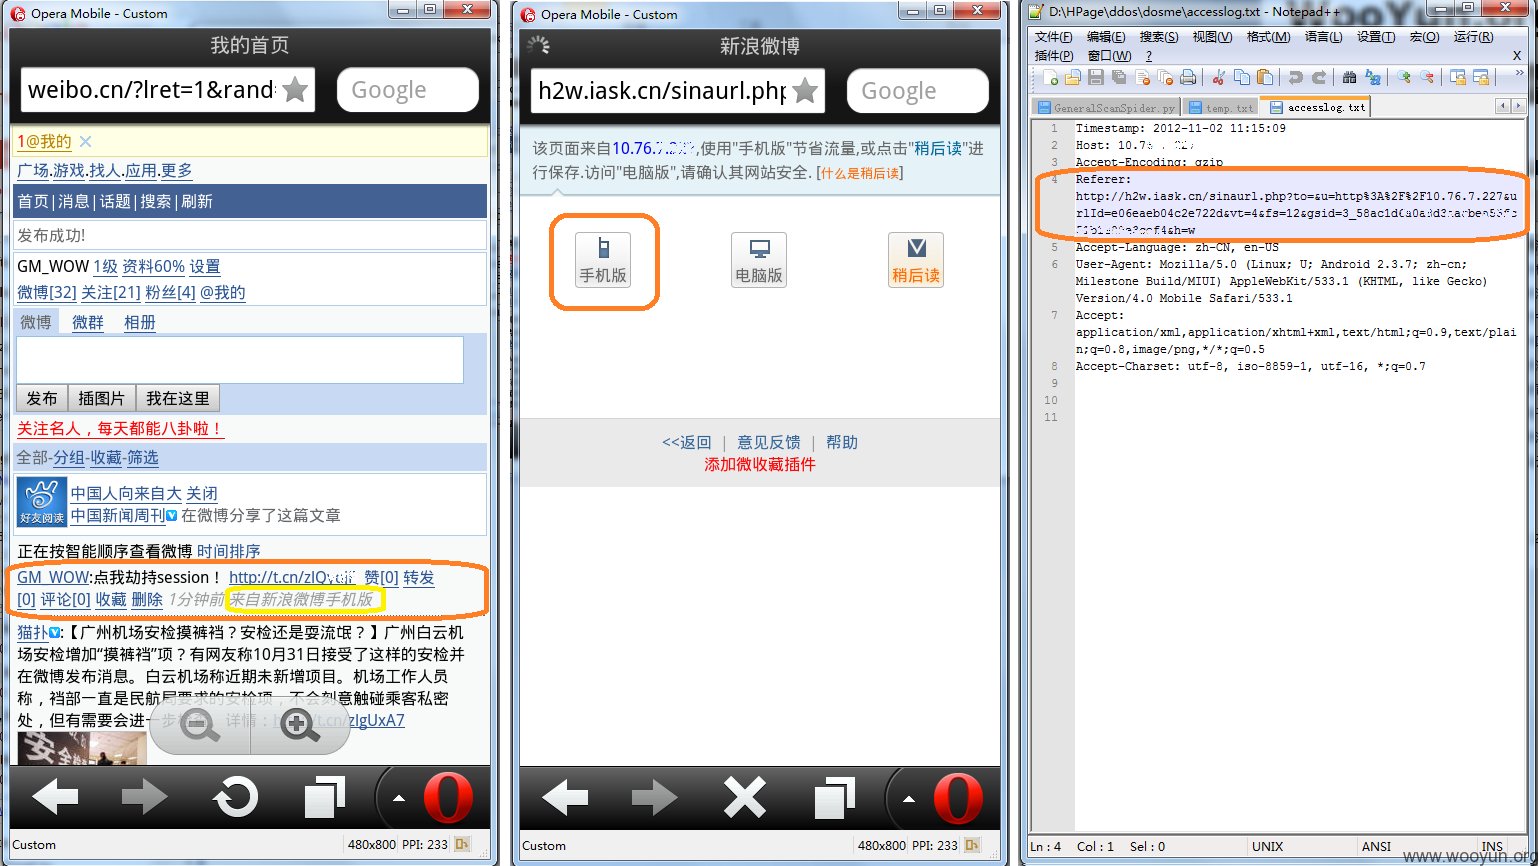 Opera Mobile - Custom
我的首页
weibo.cn/?lret=1&rand=
Google
1@我的
广场.游戏.找人.应用.更多
首页|消息|话题|搜索|刷新
发布成功!
GM_WOW 1级 资料60% 设置
微博[32] 关注[21] 粉丝[4] @我的
微博 微群 相册
发布 插图片 我在这里
关注名人，每天都能八卦啦！
全部-分组-收藏-筛选
好友阅读
中国人向来自大 关闭
中国新闻周刊 在微博分享了这篇文章
正在按智能顺序查看微博 时间排序
GM_WOW:点我劫持session！ 赞[0] 转发
[0] 评论[0] 收藏 删除 1分钟前 来自新浪微博手机版
猫扑:【广州机场安检摸裤裆？安检还是耍流氓？】广州白云机
场安检增加“摸裤裆”项？有网友称10月31日接受了这样的安检并
在微博发布消息。白云机场称近期未新增项目。机场工作人员
称，裆部一直是民航局要求的安检项，不会刻意触碰乘客私密
处，但有需要会进一步 详情：http://t.cn/zlgUxA7
Custom
480x800 PPI: 233
Opera Mobile - Custom
新浪微博
h2w.iask.cn/sinaurl.php
Google
该页面来自10.76. ,使用"手机版"节省流量,或点击"稍后读"进
行保存.访问"电脑版",请确认其网站安全. [什么是稍后读]
手机版
电脑版
稍后读
<<返回 | 意见反馈 | 帮助
添加微收藏插件
Custom
480x800 PPI: 233
D:\HPage\ddos\dosme\accesslog.txt - Notepad++
文件(F) 编辑(E) 搜索(S) 视图(V) 格式(M) 语言(L) 设置(T) 宏(O) 运行(R)
插件(P) 窗口(W) ? X
GeneralScanSpider.py temp.txt accesslog.txt
1 Timestamp: 2012-11-02 11:15:09
2 Host: 10.76
3 Accept-Encoding: gzip
4 Referer:
http://h2w.iask.cn/sinaurl.php?to=&u=http%3A%2F%2F10.76.7.227&u
rlId=e06eaeb04c2e722d&vt=4&fs=12&gsid=
&h=w
5 Accept-Language: zh-CN, en-US
6 User-Agent: Mozilla/5.0 (Linux; U; Android 2.3.7; zh-cn;
Milestone Build/MIUI) AppleWebKit/533.1 (KHTML, like Gecko)
Version/4.0 Mobile Safari/533.1
7 Accept:
application/xml,application/xhtml+xml,text/html;q=0.9,text/plai
n;q=0.8,image/png,*/*;q=0.5
8 Accept-Charset: utf-8, iso-8859-1, utf-16, *;q=0.7
9
10
11
Ln : 4 Col : 1 Sel : 0 UNIX ANSI INS
www.wooyun.org